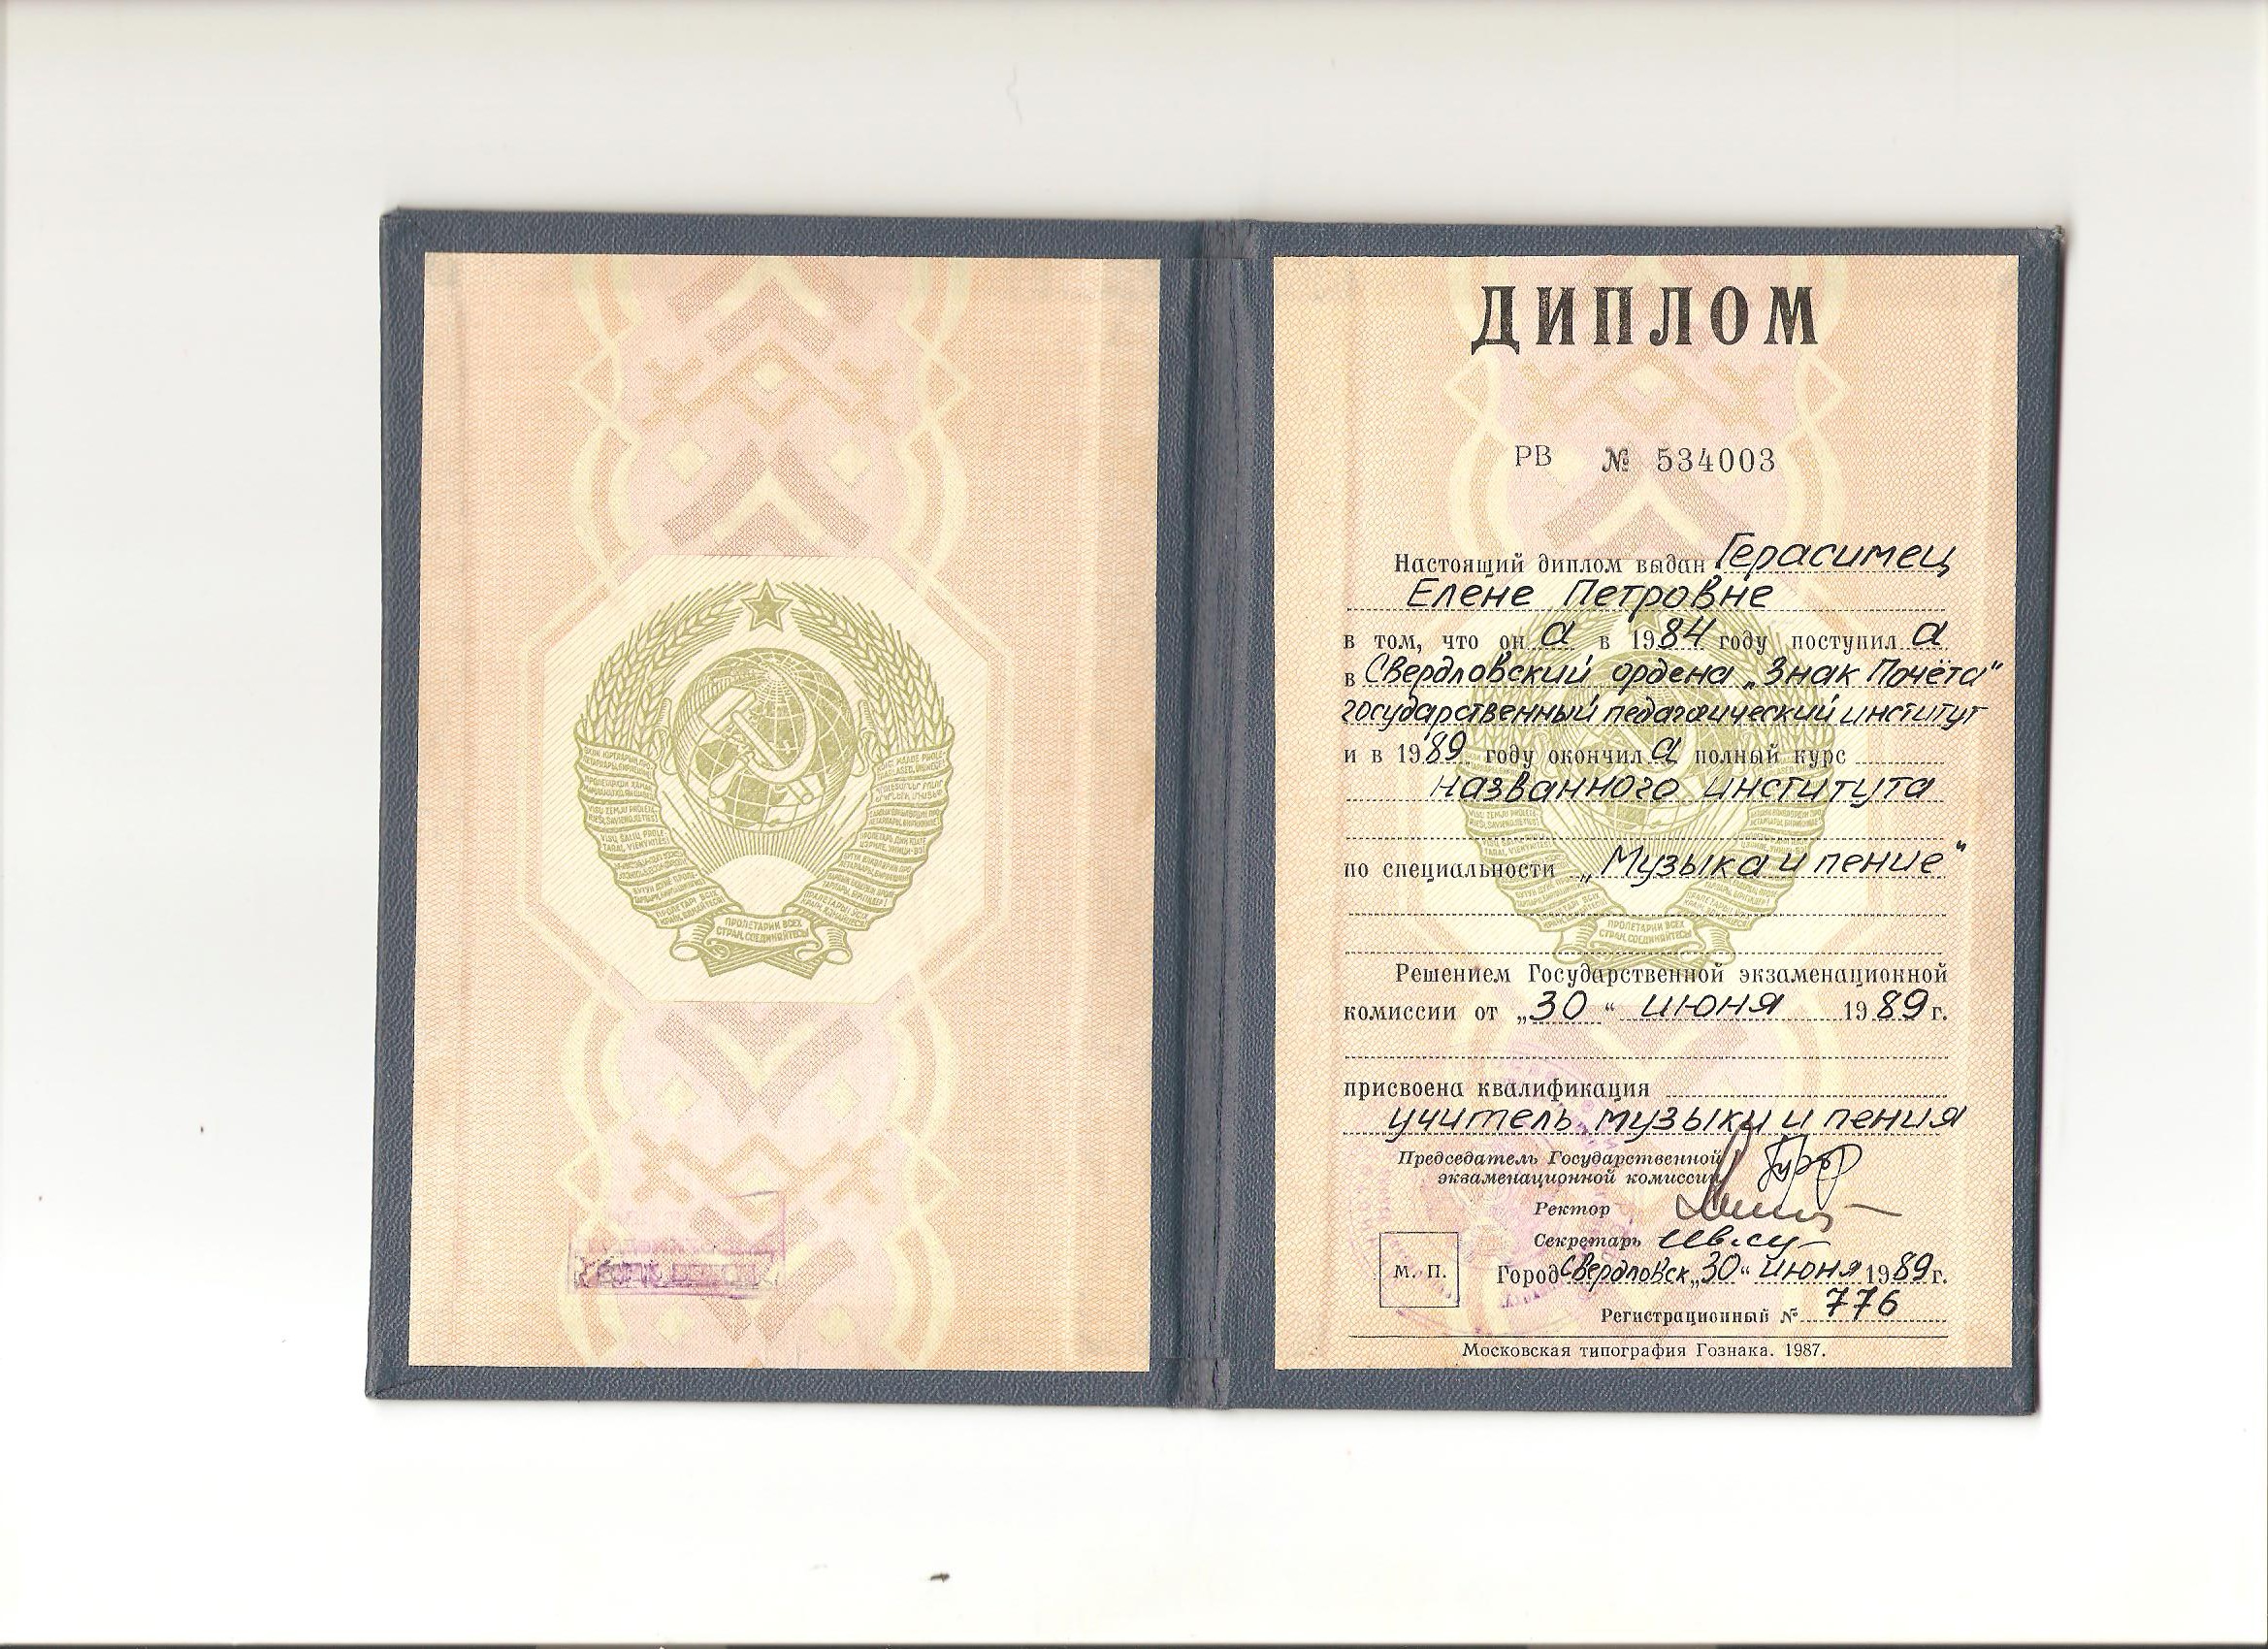 ПРОЛЕТАРИИ ВСЕХ
СТРАН, СОЕДИНЯЙТЕСЬ!
ДИПЛОМ
РВ № 534003
Настоящий диплом выдан Герасимец
Елене Петровне
в том, что он а в 1984 году поступил а
в Свердловский ордена „Знак Почёта"
государственный педагогический институт
и в 1989 году окончил а полный курс
названного института
по специальности „Музыка и пение"
Решением Государственной экзаменационной
комиссии от „30“ июня 1989 г.
присвоена квалификация
учитель музыки и пения
Председатель Государственной
экзаменационной комиссии
Ректор
Секретарь
М. П.
Город Свердловск „30“ июня 1989 г.
Регистрационный № 776
Московская типография Гознака. 1987.